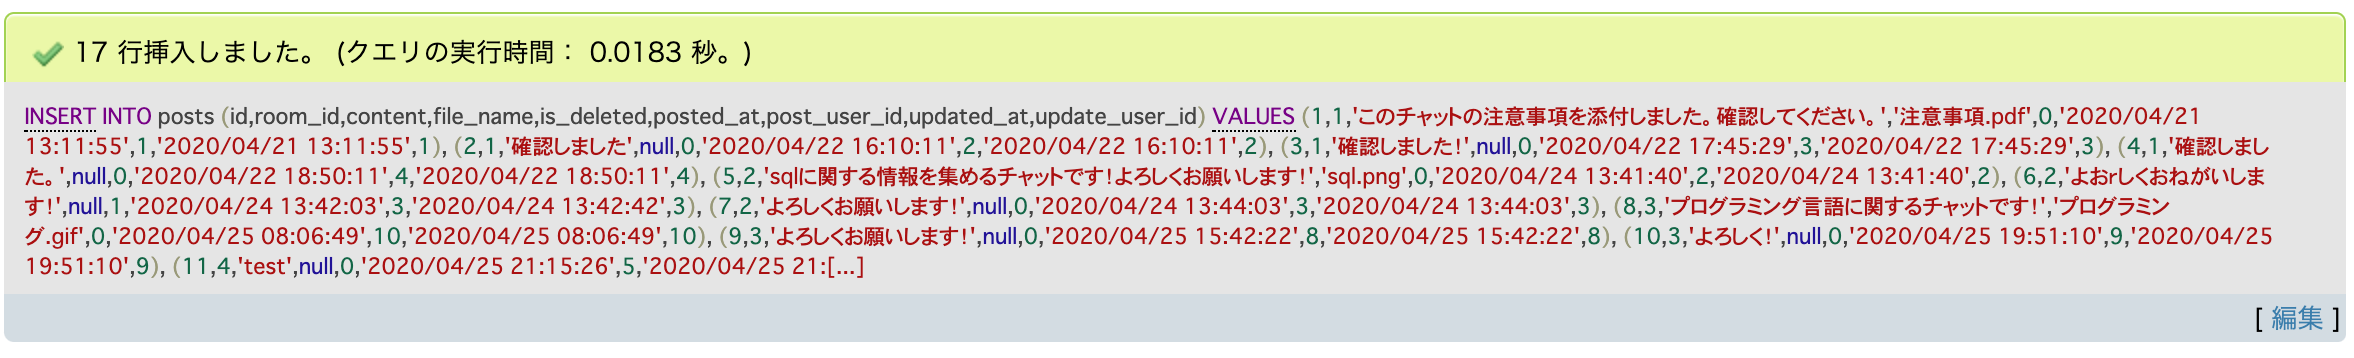 17 行挿入しました。 (クエリの実行時間： 0.0183 秒。)
INSERT INTO posts (id,room_id,content,file_name,is_deleted,posted_at,post_user_id,updated_at,update_user_id) VALUES (1,1,'このチャットの注意事項を添付しました。確認してください。','注意事項.pdf',0,'2020/04/21
13:11:55',1,'2020/04/21 13:11:55',1), (2,1,'確認しました',null,0,'2020/04/22 16:10:11',2,'2020/04/22 16:10:11',2), (3,1,'確認しました!',null,0,'2020/04/22 17:45:29',3,'2020/04/22 17:45:29',3), (4,1,'確認しまし
た。',null,0,'2020/04/22 18:50:11',4,'2020/04/22 18:50:11',4), (5,2,'sqlに関する情報を集めるチャットです!よろしくお願いします!','sql.png',0,'2020/04/24 13:41:40',2,'2020/04/24 13:41:40',2), (6,2,'よおrしくおねがいしま
す!',null,1,'2020/04/24 13:42:03',3,'2020/04/24 13:42:42',3), (7,2,'よろしくお願いします!',null,0,'2020/04/24 13:44:03',3,'2020/04/24 13:44:03',3), (8,3,'プログラミング言語に関するチャットです!','プログラミン
グ.gif',0,'2020/04/25 08:06:49',10,'2020/04/25 08:06:49',10), (9,3,'よろしくお願いします!',null,0,'2020/04/25 15:42:22',8,'2020/04/25 15:42:22',8), (10,3,'よろしく!',null,0,'2020/04/25 19:51:10',9,'2020/04/25
19:51:10',9), (11,4,'test',null,0,'2020/04/25 21:15:26',5,'2020/04/25 21:[...]
[ 編集 ]